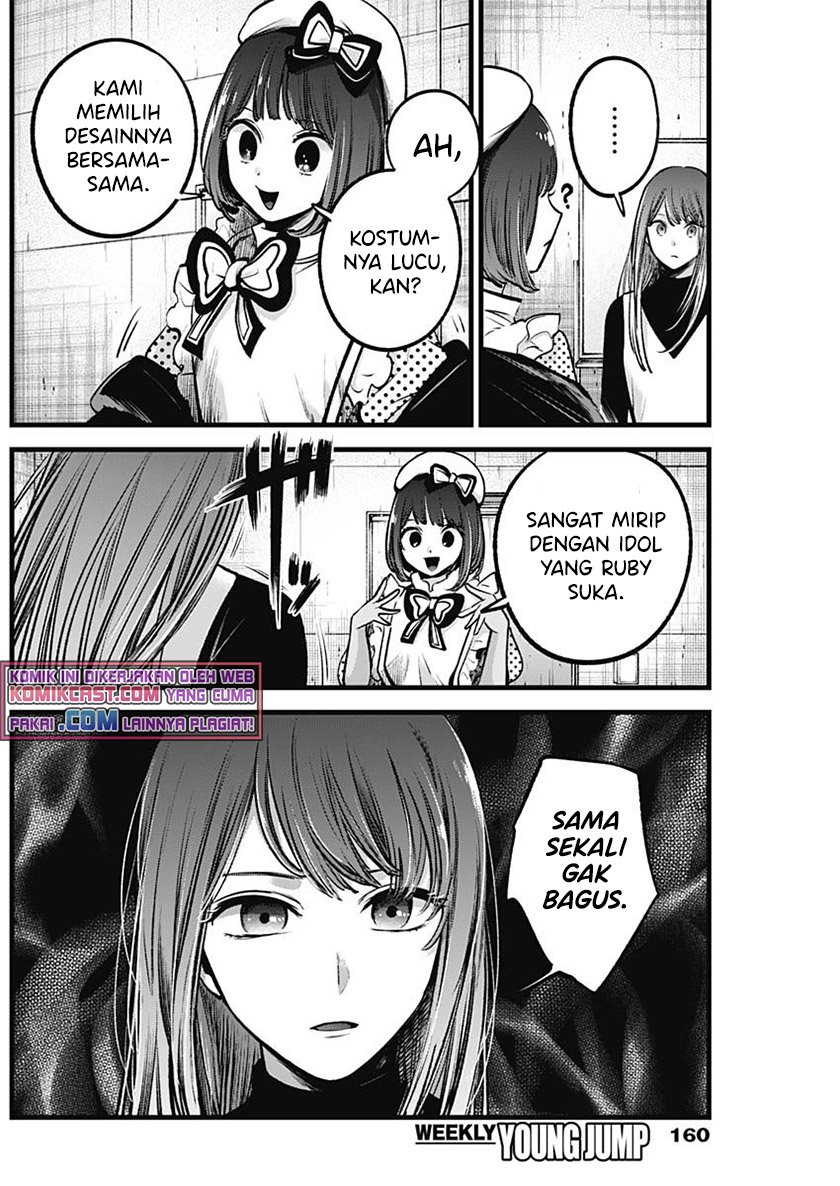 ......
?
AH,
KOSTUM-
NYA LUCU,
KAN?
KAMI
MEMILIH
DESAINNYA
BERSAMA-
SAMA.
SANGAT MIRIP
DENGAN IDOL
YANG RUBY
SUKA.
KOMIK INI DIKERJAKAN OLEH WEB
KOMIKCAST.COM YANG CUMA
PAKAI .COM LAINNYA PLAGIAT!
SAMA
SEKALI
GAK
BAGUS.
WEEKLY YOUNG JUMP 160